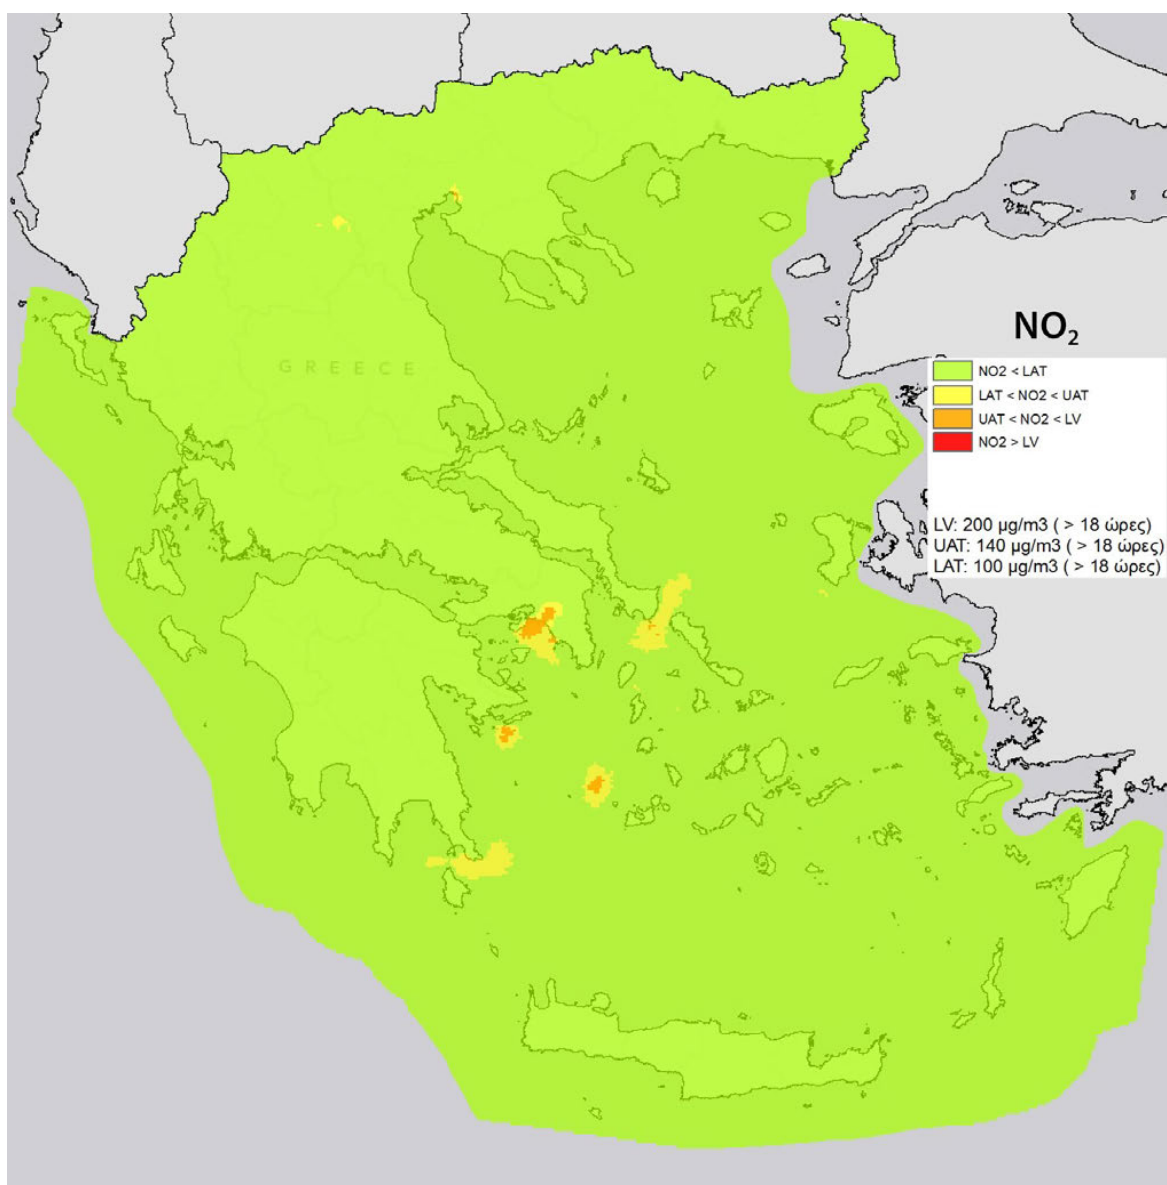 GREECE
NO₂
NO2 < LAT
LAT < NO2 < UAT
UAT < NO2 < LV
NO2 > LV
LV: 200 µg/m3 ( > 18 ώρες)
UAT: 140 µg/m3 ( > 18 ώρες)
LAT: 100 µg/m3 ( > 18 ώρες)